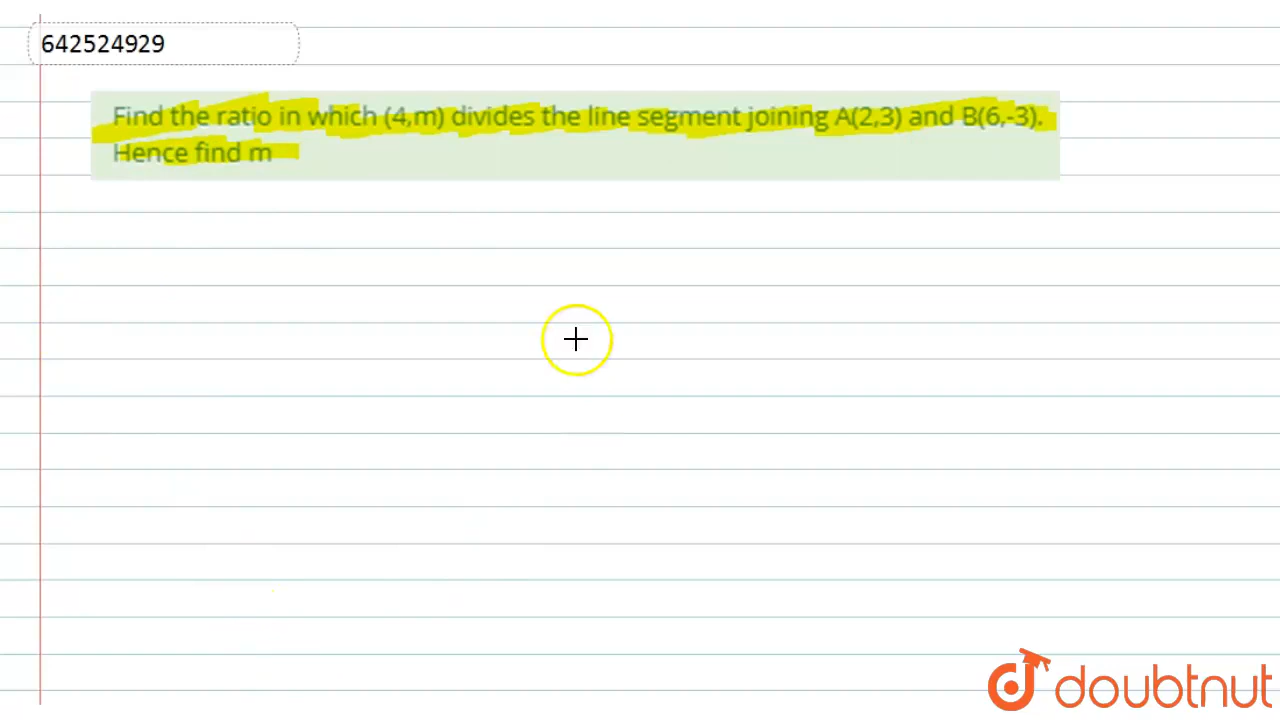 642524929
Find the ratio in which (4,m) divides the line segment joining A(2,3) and B(6,-3).
Hence find m
doubtnut